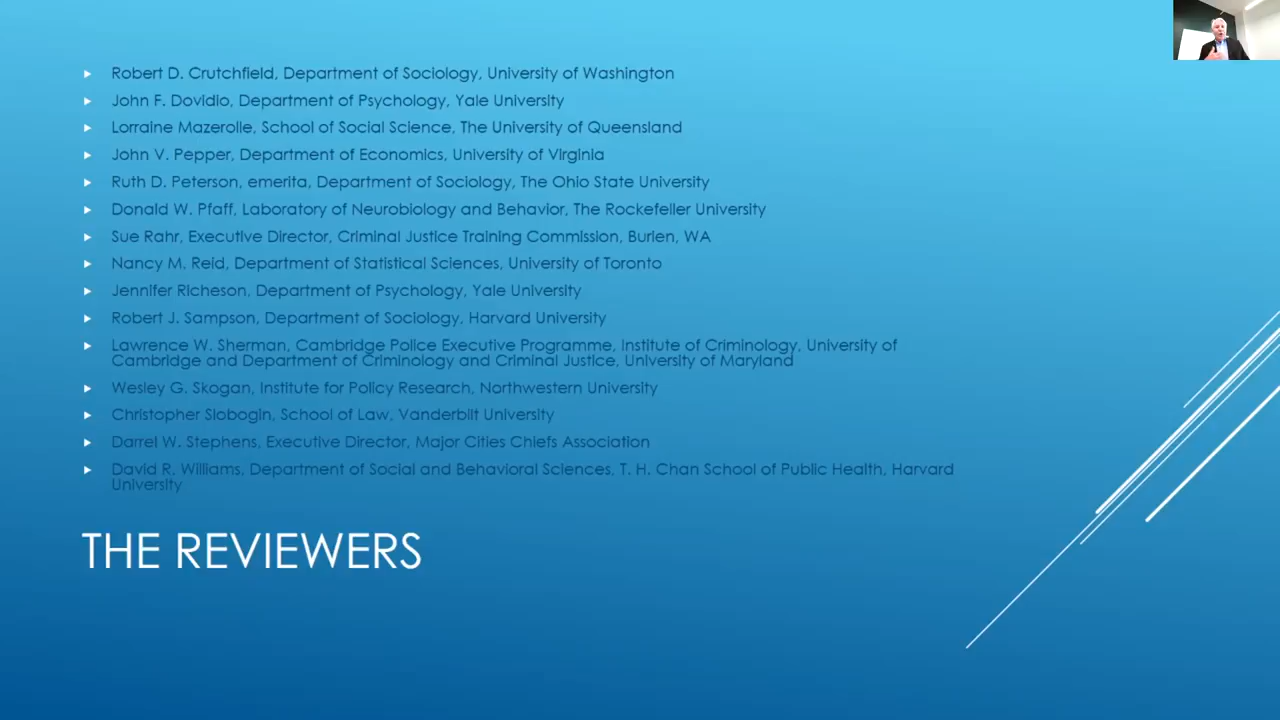 Robert D. Crutchfield, Department of Sociology, University of Washington
John F. Dovidio, Department of Psychology, Yale University
Lorraine Mazerolle, School of Social Science, The University of Queensland
John V. Pepper, Department of Economics, University of Virginia
Ruth D. Peterson, emerita, Department of Sociology, The Ohio State University
Donald W. Pfaff, Laboratory of Neurobiology and Behavior, The Rockefeller University
Sue Rahr, Executive Director, Criminal Justice Training Commission, Burien, WA
Nancy M. Reid, Department of Statistical Sciences, University of Toronto
Jennifer Richeson, Department of Psychology, Yale University
Robert J. Sampson, Department of Sociology, Harvard University
Lawrence W. Sherman, Cambridge Police Executive Programme, Institute of Criminology, University of
Cambridge and Department of Criminology and Criminal Justice, University of Maryland
Wesley G. Skogan, Institute for Policy Research, Northwestern University
Christopher Slobogin, School of Law, Vanderbilt University
Darrel W. Stephens, Executive Director, Major Cities Chiefs Association
David R. Williams, Department of Social and Behavioral Sciences, T. H. Chan School of Public Health, Harvard
University
THE REVIEWERS